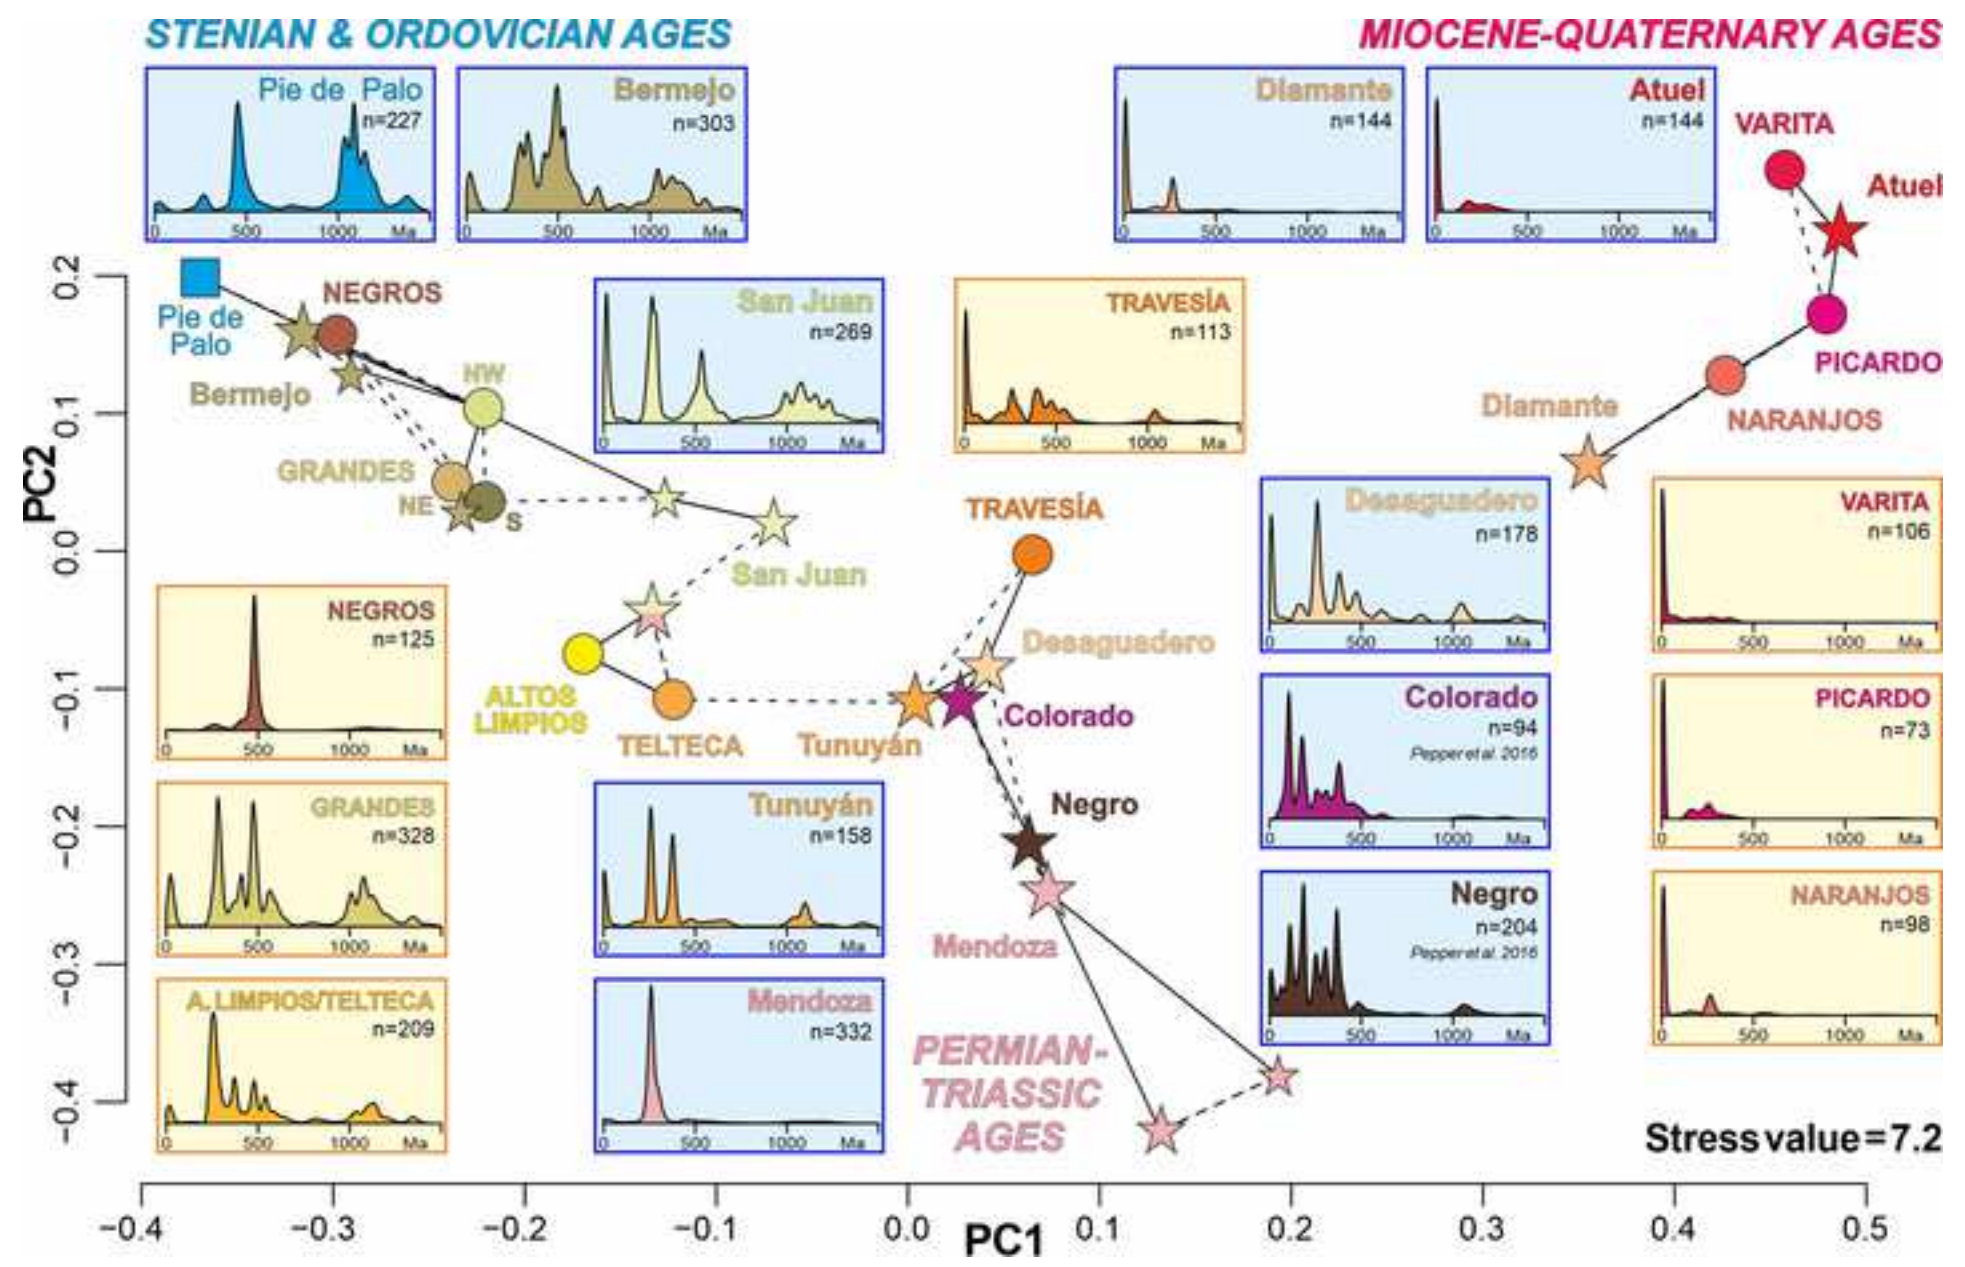 STENIAN & ORDOVICIAN AGES
MIOCENE-QUATERNARY AGES
Pie de Palo
n=227
0 500 1000 Ma
Bermejo
n=303
0 500 1000 Ma
Diamante
n=144
0 500 1000 Ma
Atuel
n=144
0 500 1000 Ma
VARITA
Atuel
PICARDO
NARANJOS
Diamante
Pie de
Palo
NEGROS
Bermejo
NW
GRANDES
NE
S
San Juan
n=269
0 500 1000 Ma
TRAVESÍA
n=113
0 500 1000 Ma
San Juan
TRAVESÍA
Desaguadero
n=178
0 500 1000 Ma
VARITA
n=106
0 500 1000 Ma
NEGROS
n=125
0 500 1000 Ma
ALTOS
LIMPIOS
TELTECA
Tunuyán
Desaguadero
Colorado
Colorado
n=94
Pepper et al. 2016
0 500 1000 Ma
PICARDO
n=73
0 500 1000 Ma
GRANDES
n=328
0 500 1000 Ma
Tunuyán
n=158
0 500 1000 Ma
Negro
Mendoza
Negro
n=204
Pepper et al. 2016
0 500 1000 Ma
NARANJOS
n=98
0 500 1000 Ma
A.LIMPIOS/TELTECA
n=209
0 500 1000 Ma
Mendoza
n=332
0 500 1000 Ma
PERMIAN-
TRIASSIC
AGES
Stress value=7.2
PC2
0.2
0.1
0.0
−0.1
−0.2
−0.3
−0.4
−0.4 −0.3 −0.2 −0.1 0.0 0.1 0.2 0.3 0.4 0.5
PC1